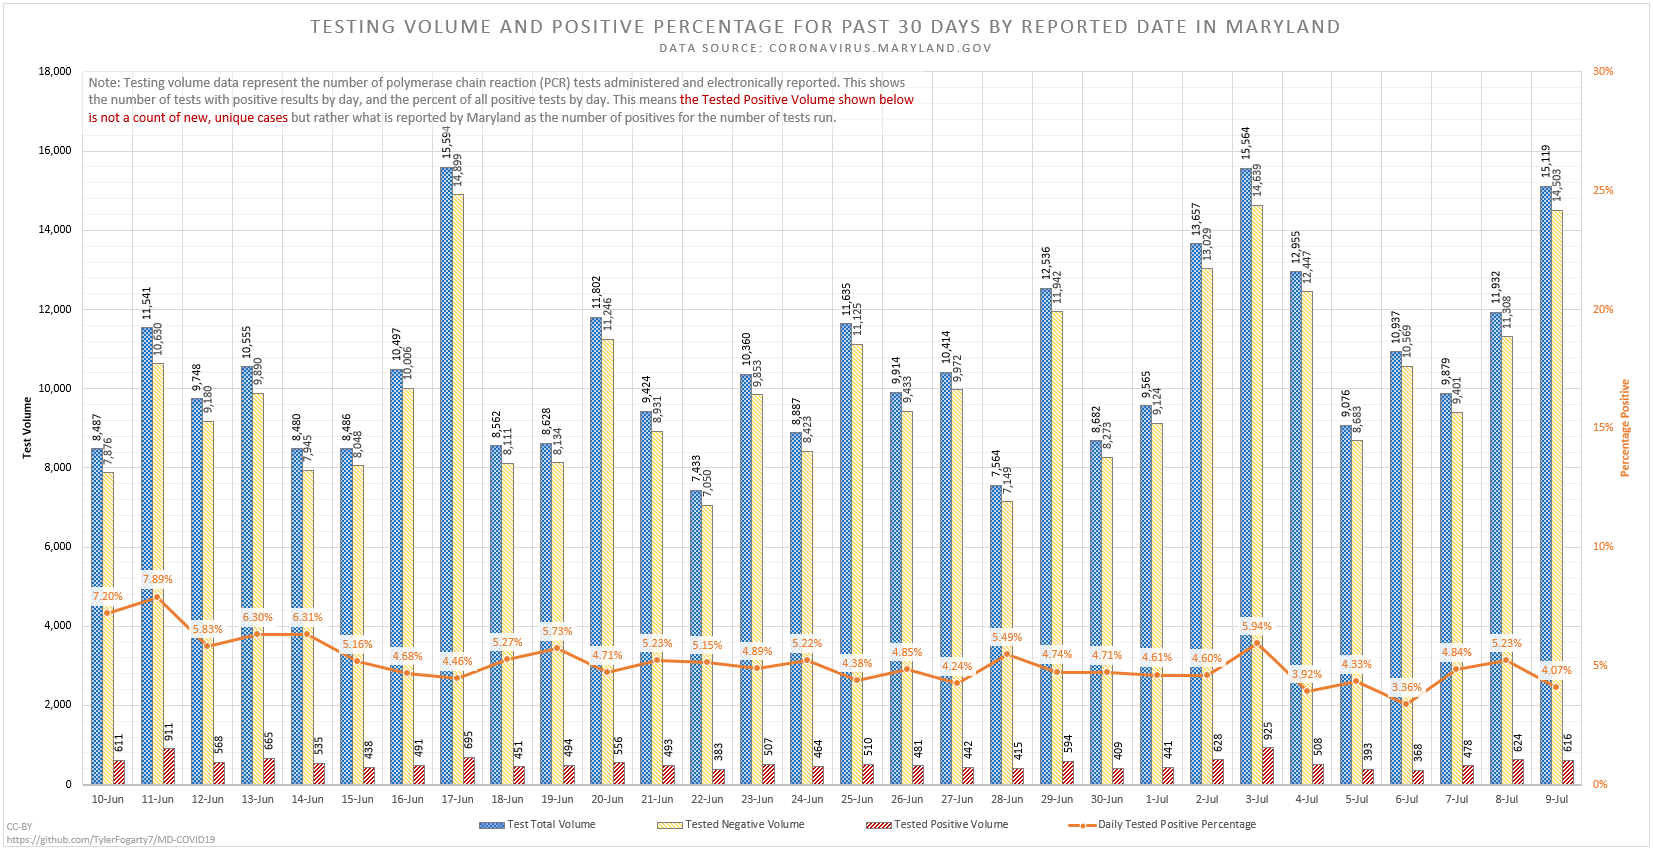 TESTING VOLUME AND POSITIVE PERCENTAGE FOR PAST 30 DAYS BY REPORTED DATE IN MARYLAND
DATA SOURCE: CORONAVIRUS.MARYLAND.GOV
Note: Testing volume data represent the number of polymerase chain reaction (PCR) tests administered and electronically reported. This shows
the number of tests with positive results by day, and the percent of all positive tests by day. This means the Tested Positive Volume shown below
is not a count of new, unique cases but rather what is reported by Maryland as the number of positives for the number of tests run.
Test Volume
18,000
16,000
14,000
12,000
10,000
8,000
6,000
4,000
2,000
0
Percentage Positive
30%
25%
20%
15%
10%
5%
0%
8,487 7,876 7.20% 611
11,541 10,630 7.89% 911
9,748 9,180 5.83% 568
10,555 9,890 6.30% 665
8,480 7,945 6.31% 535
8,486 8,048 5.16% 438
10,497 10,006 4.68% 491
15,594 14,899 4.46% 695
8,562 8,111 5.27% 451
8,628 8,134 5.73% 494
11,802 11,246 4.71% 556
9,424 8,931 5.23% 493
7,433 7,050 5.15% 383
10,360 9,853 4.89% 507
8,887 8,423 5.22% 464
11,635 11,125 4.38% 510
9,914 9,433 4.85% 481
10,414 9,972 4.24% 442
7,564 7,149 5.49% 415
12,536 11,942 4.74% 594
8,682 8,273 4.71% 409
9,565 9,124 4.61% 441
13,657 13,029 4.60% 628
15,564 14,639 5.94% 925
12,955 12,447 3.92% 508
9,076 8,683 4.33% 393
10,937 10,569 3.36% 368
9,879 9,401 4.84% 478
11,932 11,308 5.23% 624
15,119 14,503 4.07% 616
10-Jun 11-Jun 12-Jun 13-Jun 14-Jun 15-Jun 16-Jun 17-Jun 18-Jun 19-Jun 20-Jun 21-Jun 22-Jun 23-Jun 24-Jun 25-Jun 26-Jun 27-Jun 28-Jun 29-Jun 30-Jun 1-Jul 2-Jul 3-Jul 4-Jul 5-Jul 6-Jul 7-Jul 8-Jul 9-Jul
Test Total Volume Tested Negative Volume Tested Positive Volume Daily Tested Positive Percentage
CC-BY
https://github.com/TylerFogarty7/MD-COVID19